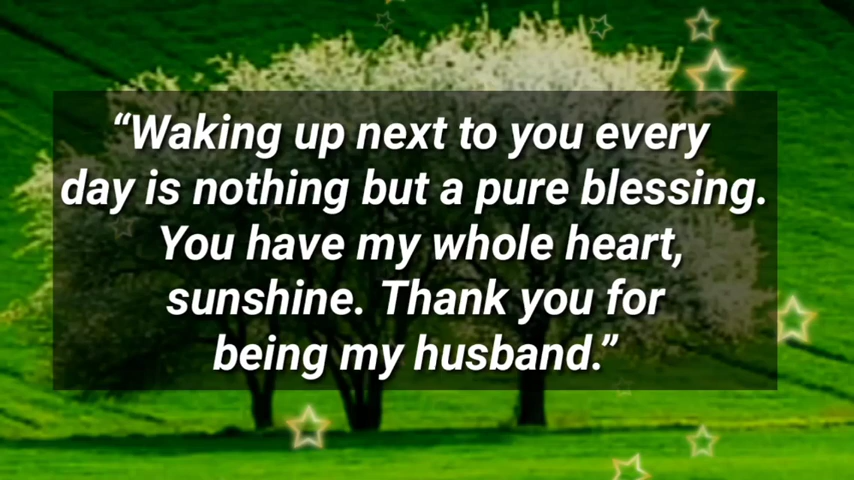 “Waking up next to you every
day is nothing but a pure blessing.
You have my whole heart,
sunshine. Thank you for
being my husband.”